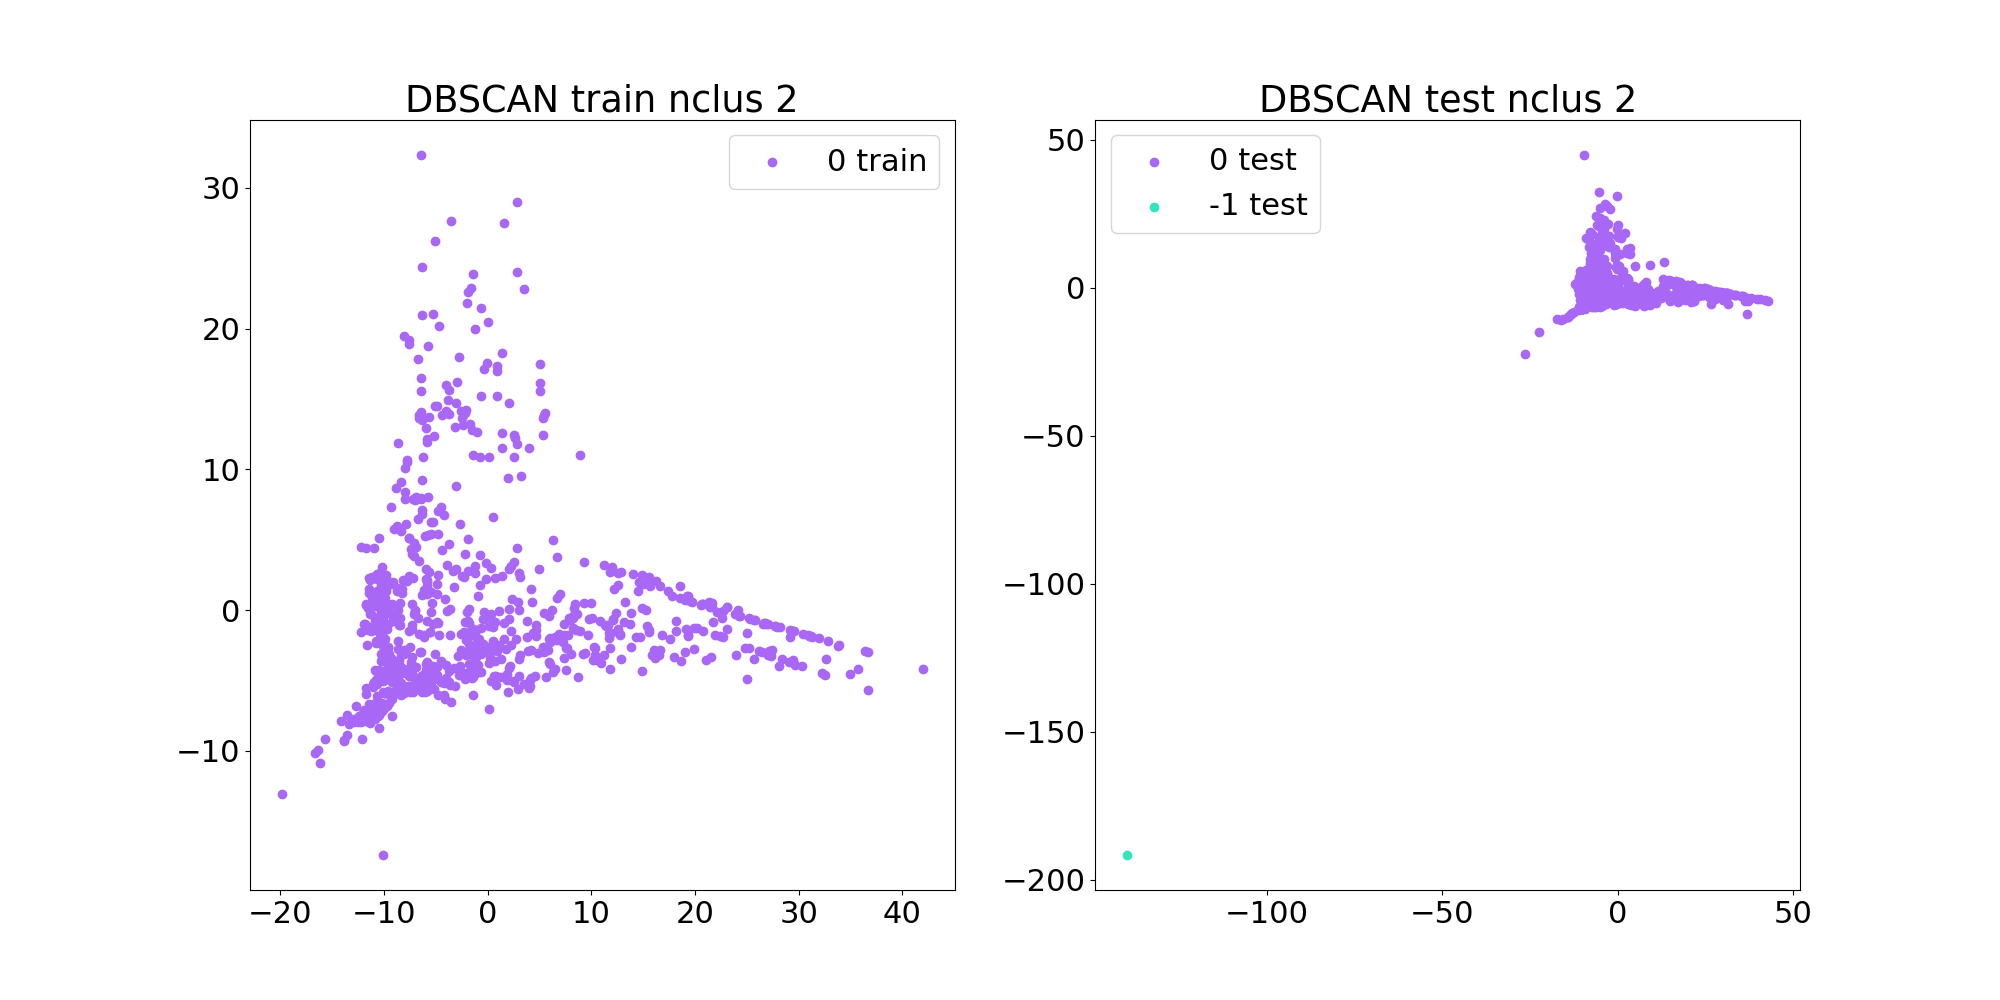 DBSCAN train nclus 2
0 train
30
20
10
0
−10
−20 −10 0 10 20 30 40
DBSCAN test nclus 2
0 test
-1 test
50
0
−50
−100
−150
−200
−100 −50 0 50